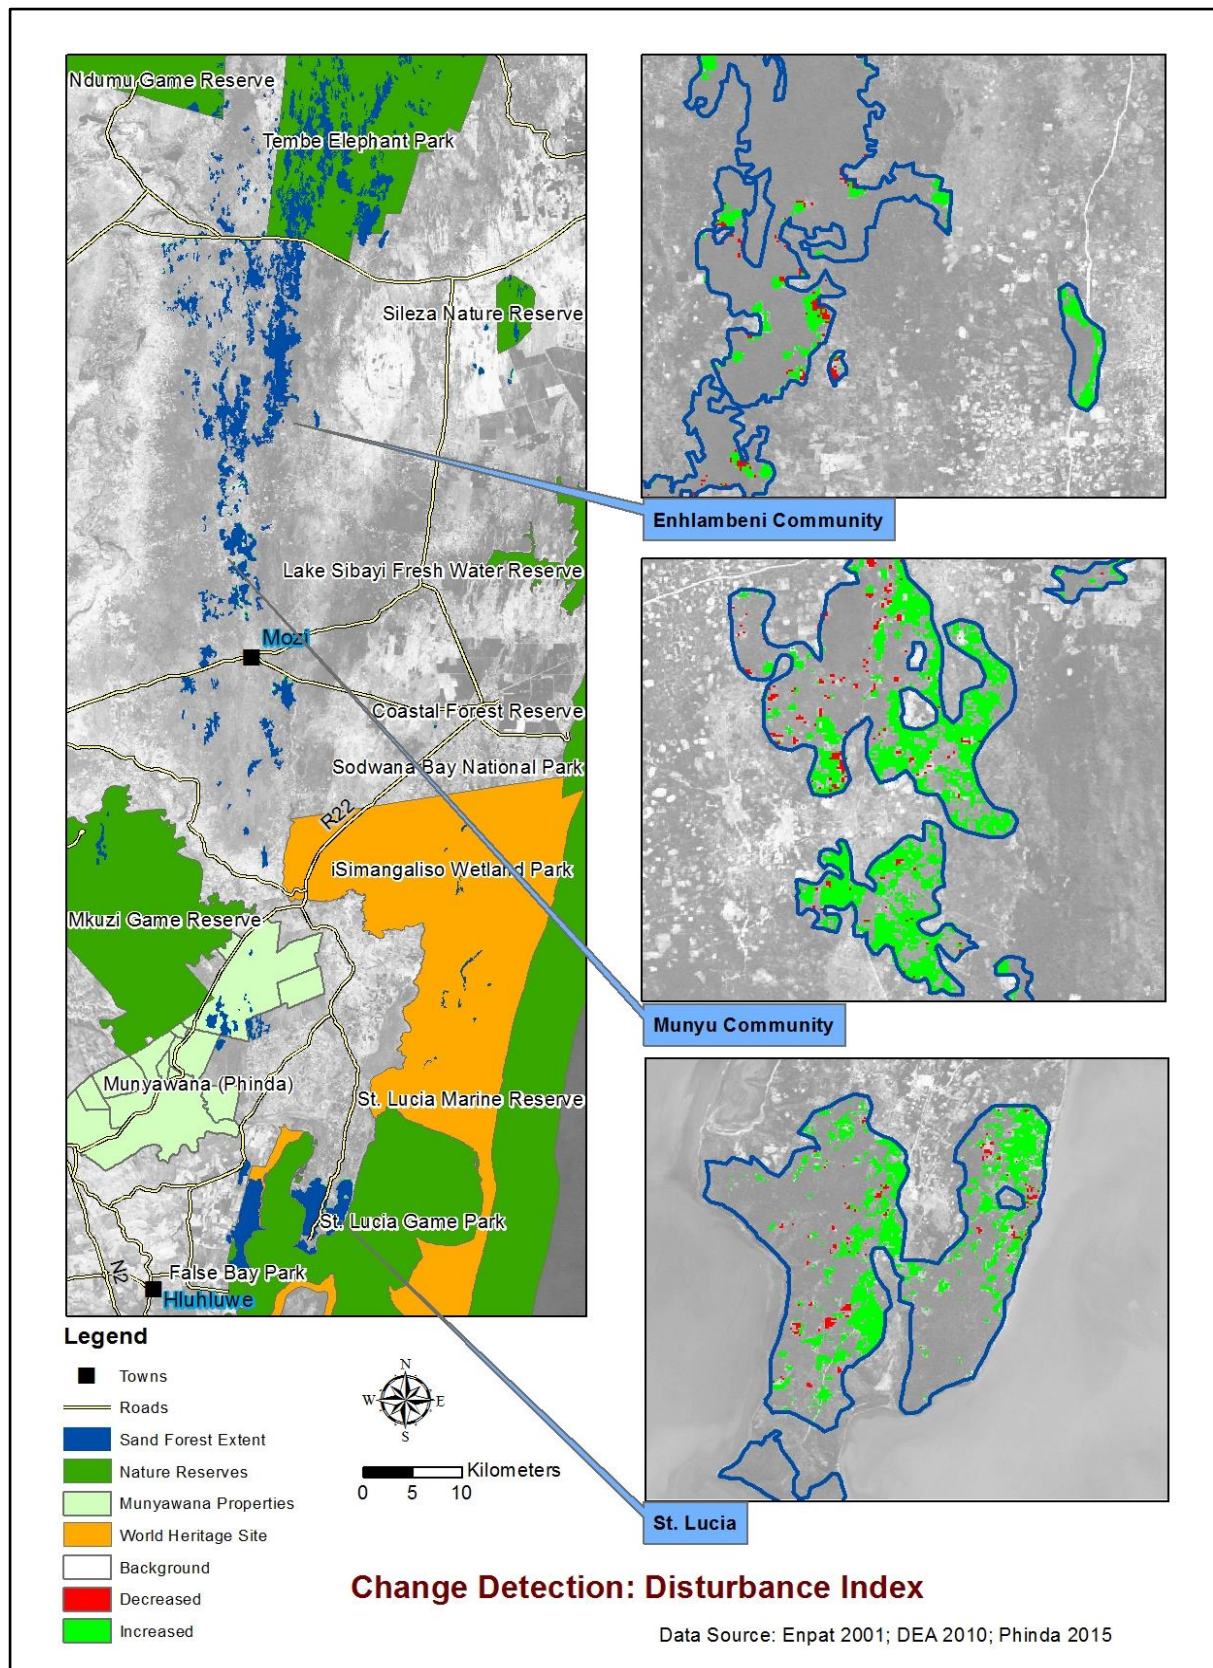 Ndumu Game Reserve
Tembe Elephant Park
Sileza Nature Reserve
Enhlambeni Community
Lake Sibayi Fresh Water Reserve
Mozi
Coastal Forest Reserve
Sodwana Bay National Park
R22
iSimangaliso Wetland Park
Mkuzi Game Reserve
Munyu Community
Munyawana (Phinda)
St. Lucia Marine Reserve
St. Lucia Game Park
False Bay Park
N2
Hluhluwe
Legend
Towns
Roads
Sand Forest Extent
Nature Reserves
Munyawana Properties
World Heritage Site
Background
Decreased
Increased
N
W E
S
Kilometers
0 5 10
St. Lucia
Change Detection: Disturbance Index
Data Source: Enpat 2001; DEA 2010; Phinda 2015